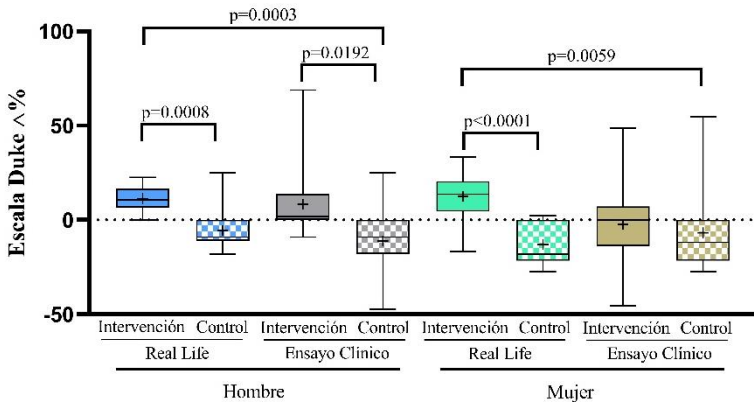 100
50
0
-50
Escala Duke ^%
p=0.0003
p=0.0192
p=0.0059
p=0.0008
p<0.0001
Intervención Control Intervención Control Intervención Control Intervención Control
Real Life Ensayo Clínico Real Life Ensayo Clínico
Hombre Mujer